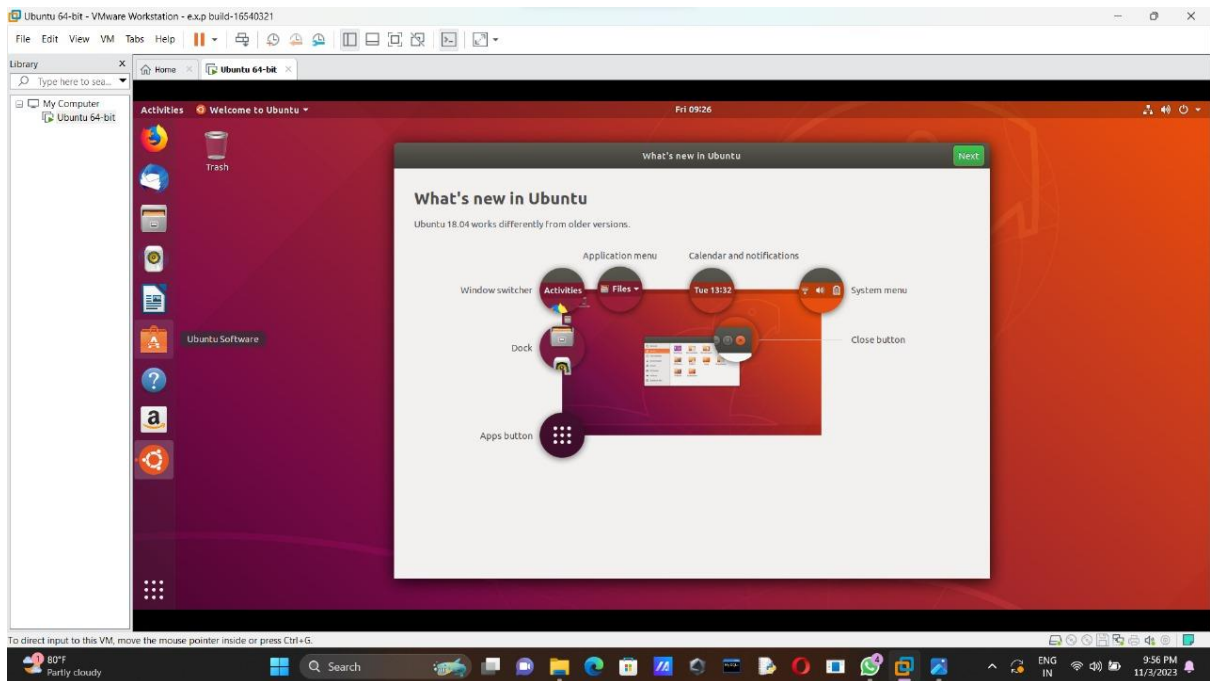 Ubuntu 64-bit - VMware Workstation - e.x.p build-16540321
File Edit View VM Tabs Help
Library X
Home
Ubuntu 64-bit
Type here to sea...
My Computer
Ubuntu 64-bit
Activities Welcome to Ubuntu
Fri 09:26
Trash
What's new in Ubuntu
Next
What's new in Ubuntu
Ubuntu 18.04 works differently from older versions.
Application menu
Calendar and notifications
Window switcher
Activities
Files
Tue 13:32
System menu
Ubuntu Software
Dock
Close button
Apps button
To direct input to this VM, move the mouse pointer inside or press Ctrl+G.
80°F
Partly cloudy
Search
4
ENG
IN
9:56 PM
11/3/2023